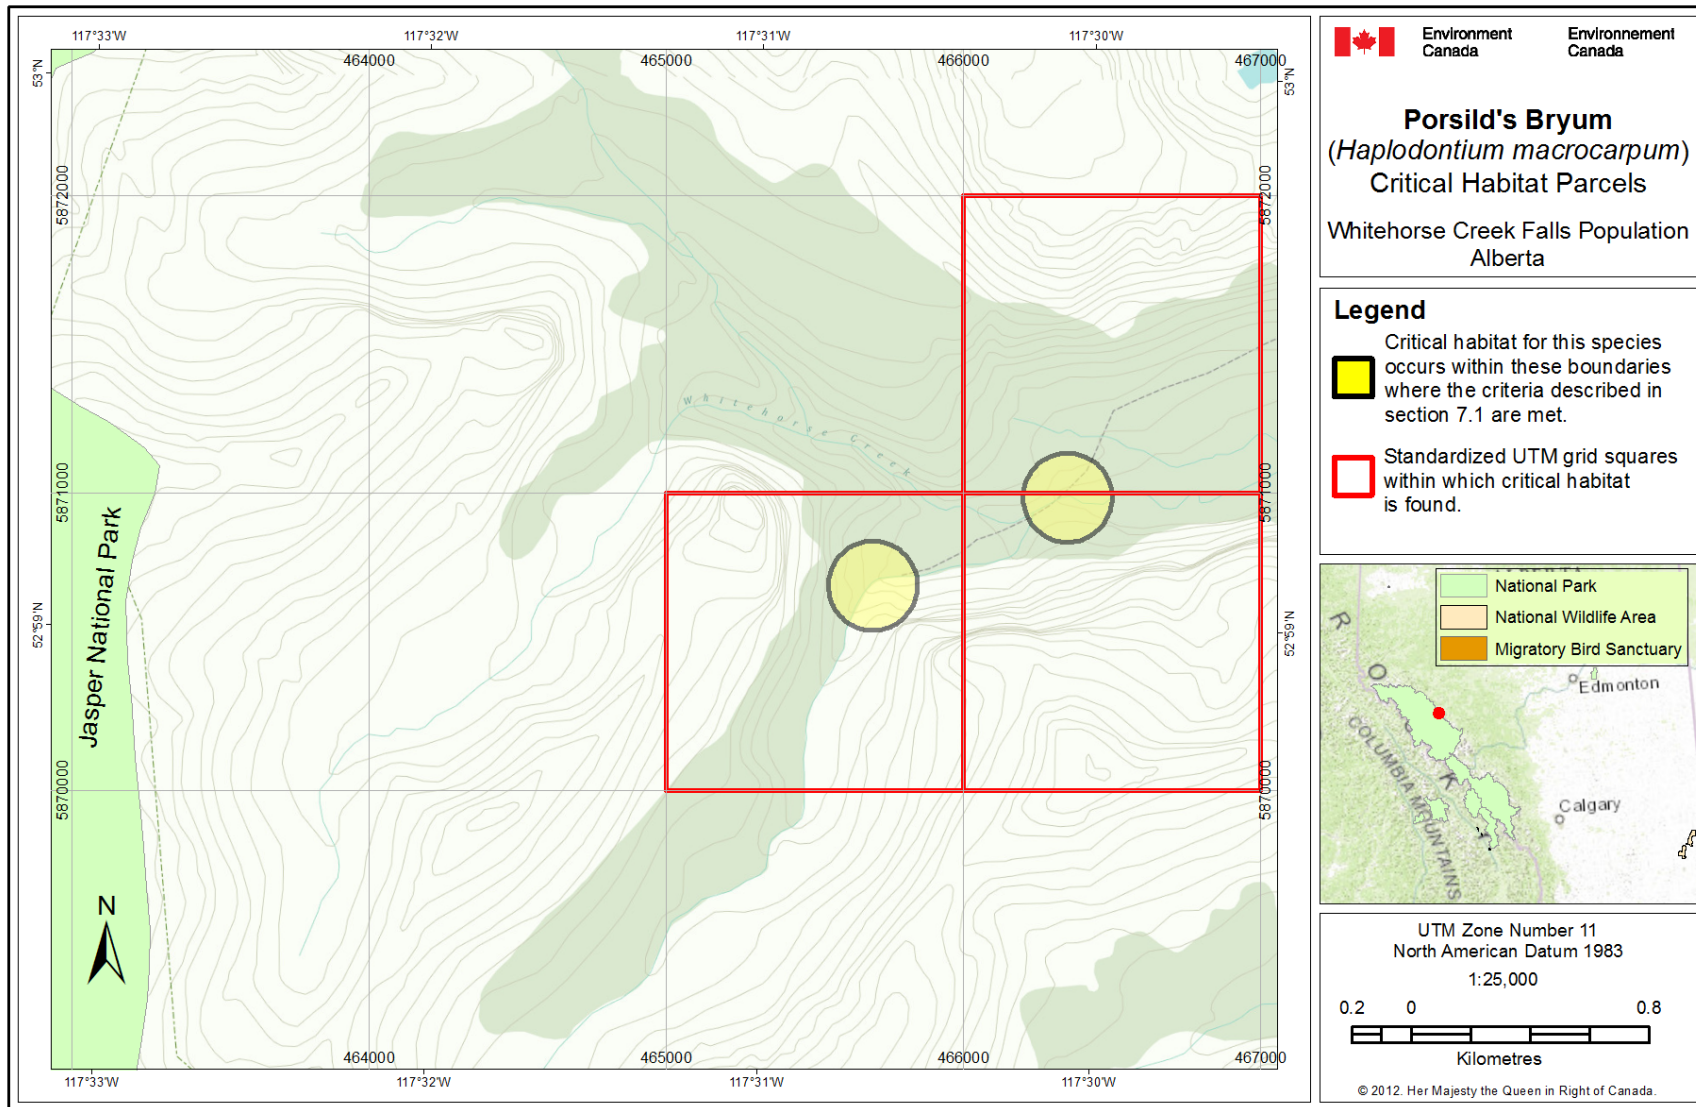 117°33'W 117°32'W 117°31'W 117°30'W
464000 465000 466000 467000
53°N 53°N
5872000 5872000
Whitehorse Creek
5871000 5871000
Jasper National Park
52°59'N 52°59'N
5870000 5870000
N
464000 465000 466000 467000
117°33'W 117°32'W 117°31'W 117°30'W
Environment Environnement
Canada Canada
Porsild's Bryum
(Haplodontium macrocarpum)
Critical Habitat Parcels
Whitehorse Creek Falls Population
Alberta
Legend
Critical habitat for this species
occurs within these boundaries
where the criteria described in
section 7.1 are met.
Standardized UTM grid squares
within which critical habitat
is found.
National Park
National Wildlife Area
Migratory Bird Sanctuary
R O K
Edmonton
COLUMBIA MOUNTAINS
Calgary
UTM Zone Number 11
North American Datum 1983
1:25,000
0.2 0 0.8
Kilometres
© 2012. Her Majesty the Queen in Right of Canada.